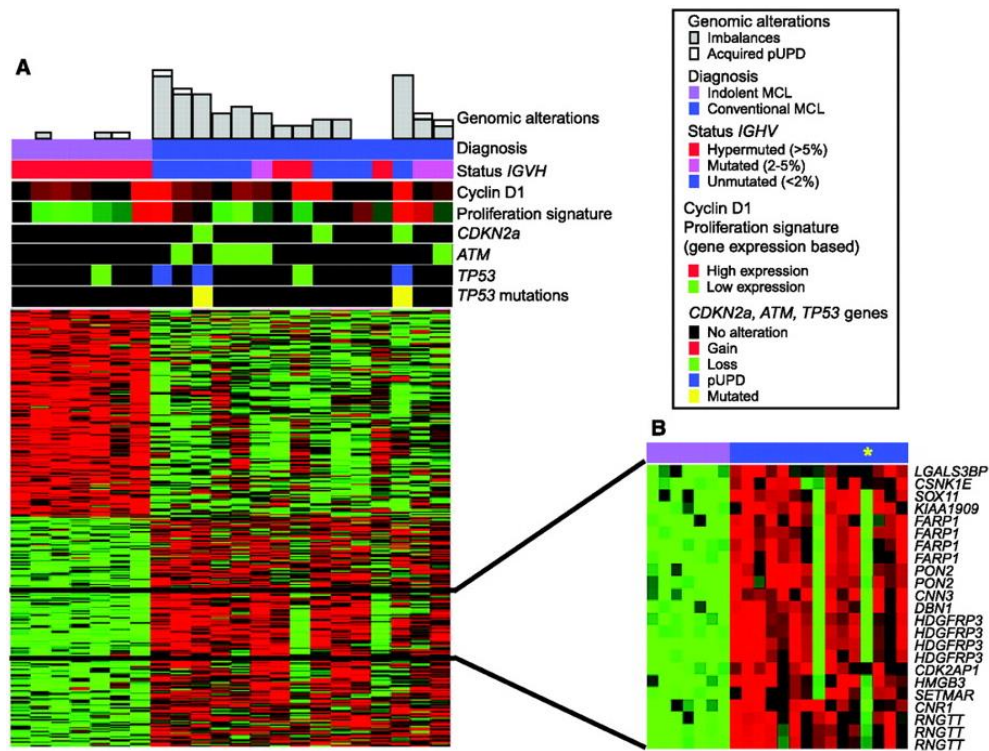 A
Genomic alterations
Diagnosis
Status IGVH
Cyclin D1
Proliferation signature
CDKN2a
ATM
TP53
TP53 mutations
Genomic alterations
Imbalances
Acquired pUPD
Diagnosis
Indolent MCL
Conventional MCL
Status IGHV
Hypermuted (>5%)
Mutated (2-5%)
Unmutated (<2%)
Cyclin D1
Proliferation signature
(gene expression based)
High expression
Low expression
CDKN2a, ATM, TP53 genes
No alteration
Gain
Loss
pUPD
Mutated
B
*
LGALS3BP
CSNK1E
SOX11
KIAA1909
FARP1
FARP1
FARP1
FARP1
PON2
PON2
CNN3
DBN1
HDGFRP3
HDGFRP3
HDGFRP3
HDGFRP3
CDK2AP1
HMGB3
SETMAR
CNR1
RNGTT
RNGTT
RNGTT